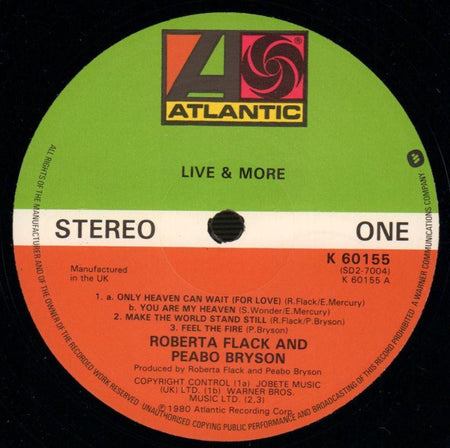 ATLANTIC
LIVE & MORE
STEREO ONE
K 60155
(SD2-7004)
K 60155 A
Manufactured
in the UK
1. a. ONLY HEAVEN CAN WAIT (FOR LOVE) (R.Flack/E.Mercury)
b. YOU ARE MY HEAVEN (S.Wonder/E.Mercury)
2. MAKE THE WORLD STAND STILL (R.Flack/P.Bryson)
3. FEEL THE FIRE (P.Bryson)
ROBERTA FLACK AND
PEABO BRYSON
Produced by Roberta Flack and Peabo Bryson
COPYRIGHT CONTROL (1a) JOBETE MUSIC
(UK) LTD. (1b) WARNER BROS.
MUSIC LTD. (2,3)
℗ 1980 Atlantic Recording Corp.
ALL RIGHTS OF THE MANUFACTURER AND OF THE OWNER OF THE RECORDED WORK RESERVED UNAUTHORISED COPYING PUBLIC PERFORMANCE AND BROADCASTING OF THIS RECORD PROHIBITED A WARNER COMMUNICATIONS COMPANY